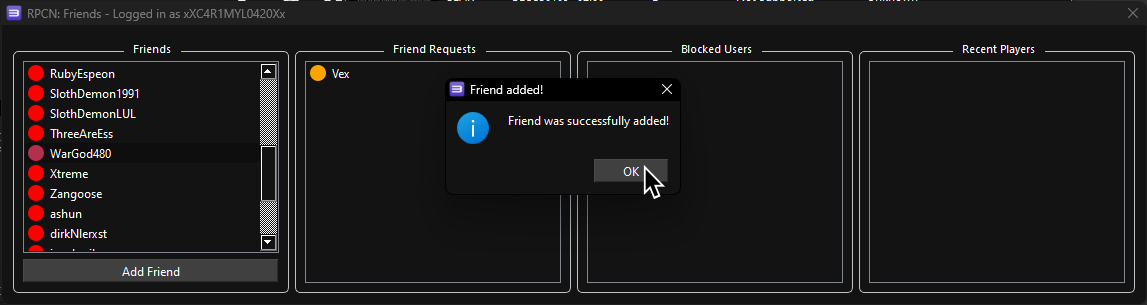 RPCN: Friends - Logged in as xXC4R1MYL0420Xx
Friends
RubyEspeon
SlothDemon1991
SlothDemonLUL
ThreeAreEss
WarGod480
Xtreme
Zangoose
ashun
dirkNlerxst
Add Friend
Friend Requests
Vex
Blocked Users
Recent Players
Friend added!
Friend was successfully added!
OK